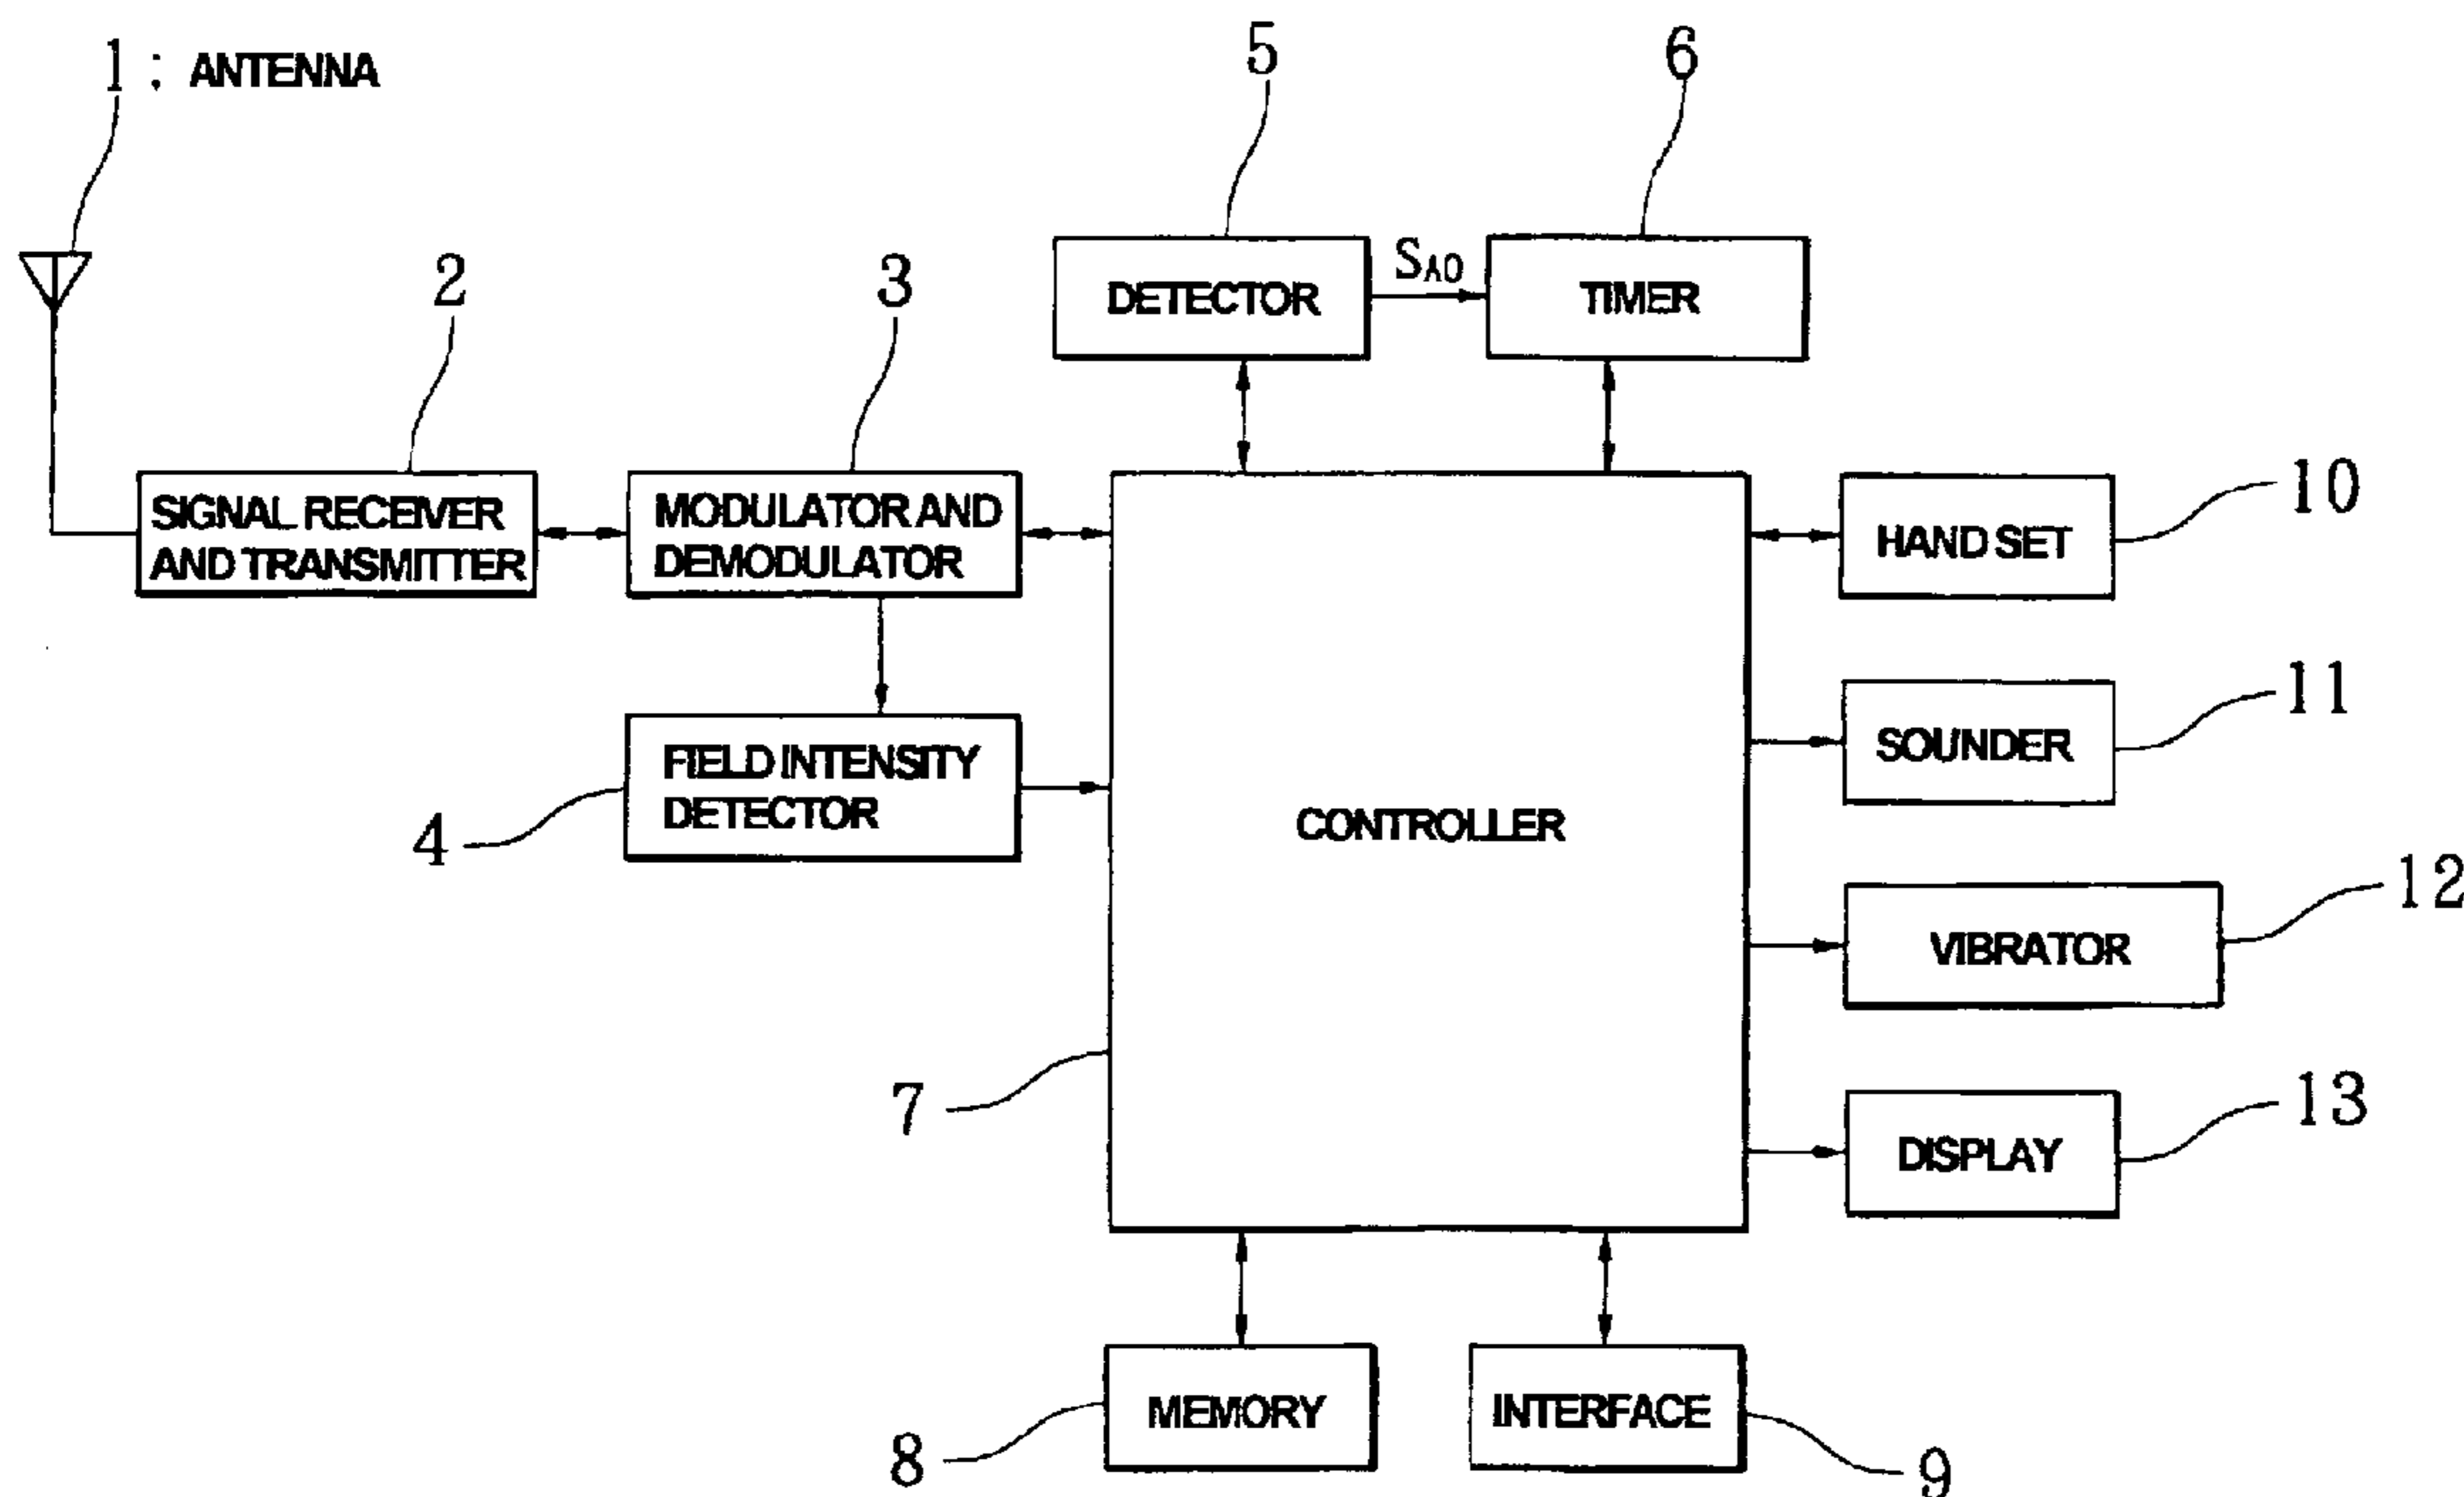 1 : ANTENNA
5
6
2
3
DETECTOR
SAO
TIMER
SIGNAL RECEIVER
AND TRANSMITTER
MODULATOR AND
DEMODULATOR
HAND SET
10
FIELD INTENSITY
DETECTOR
4
CONTROLLER
SOUNDER
11
VIBRATOR
12
7
DISPLAY
13
MEMORY
8
INTERFACE
9